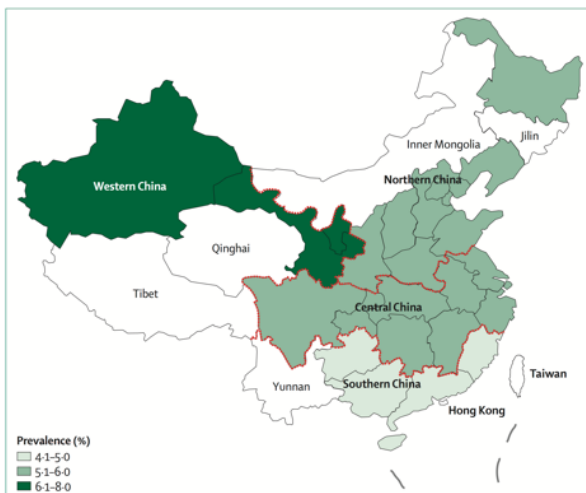 Inner Mongolia
Jilin
Northern China
Western China
Qinghai
Tibet
Central China
Yunnan
Southern China
Taiwan
Hong Kong
Prevalence (%)
4·1–5·0
5·1–6·0
6·1–8·0